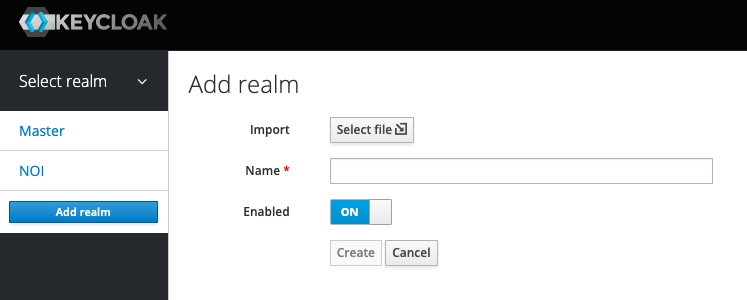 KEYCLOAK
Select realm
Master
NOI
Add realm
Add realm
Import
Select file
Name *
Enabled
ON
Create
Cancel